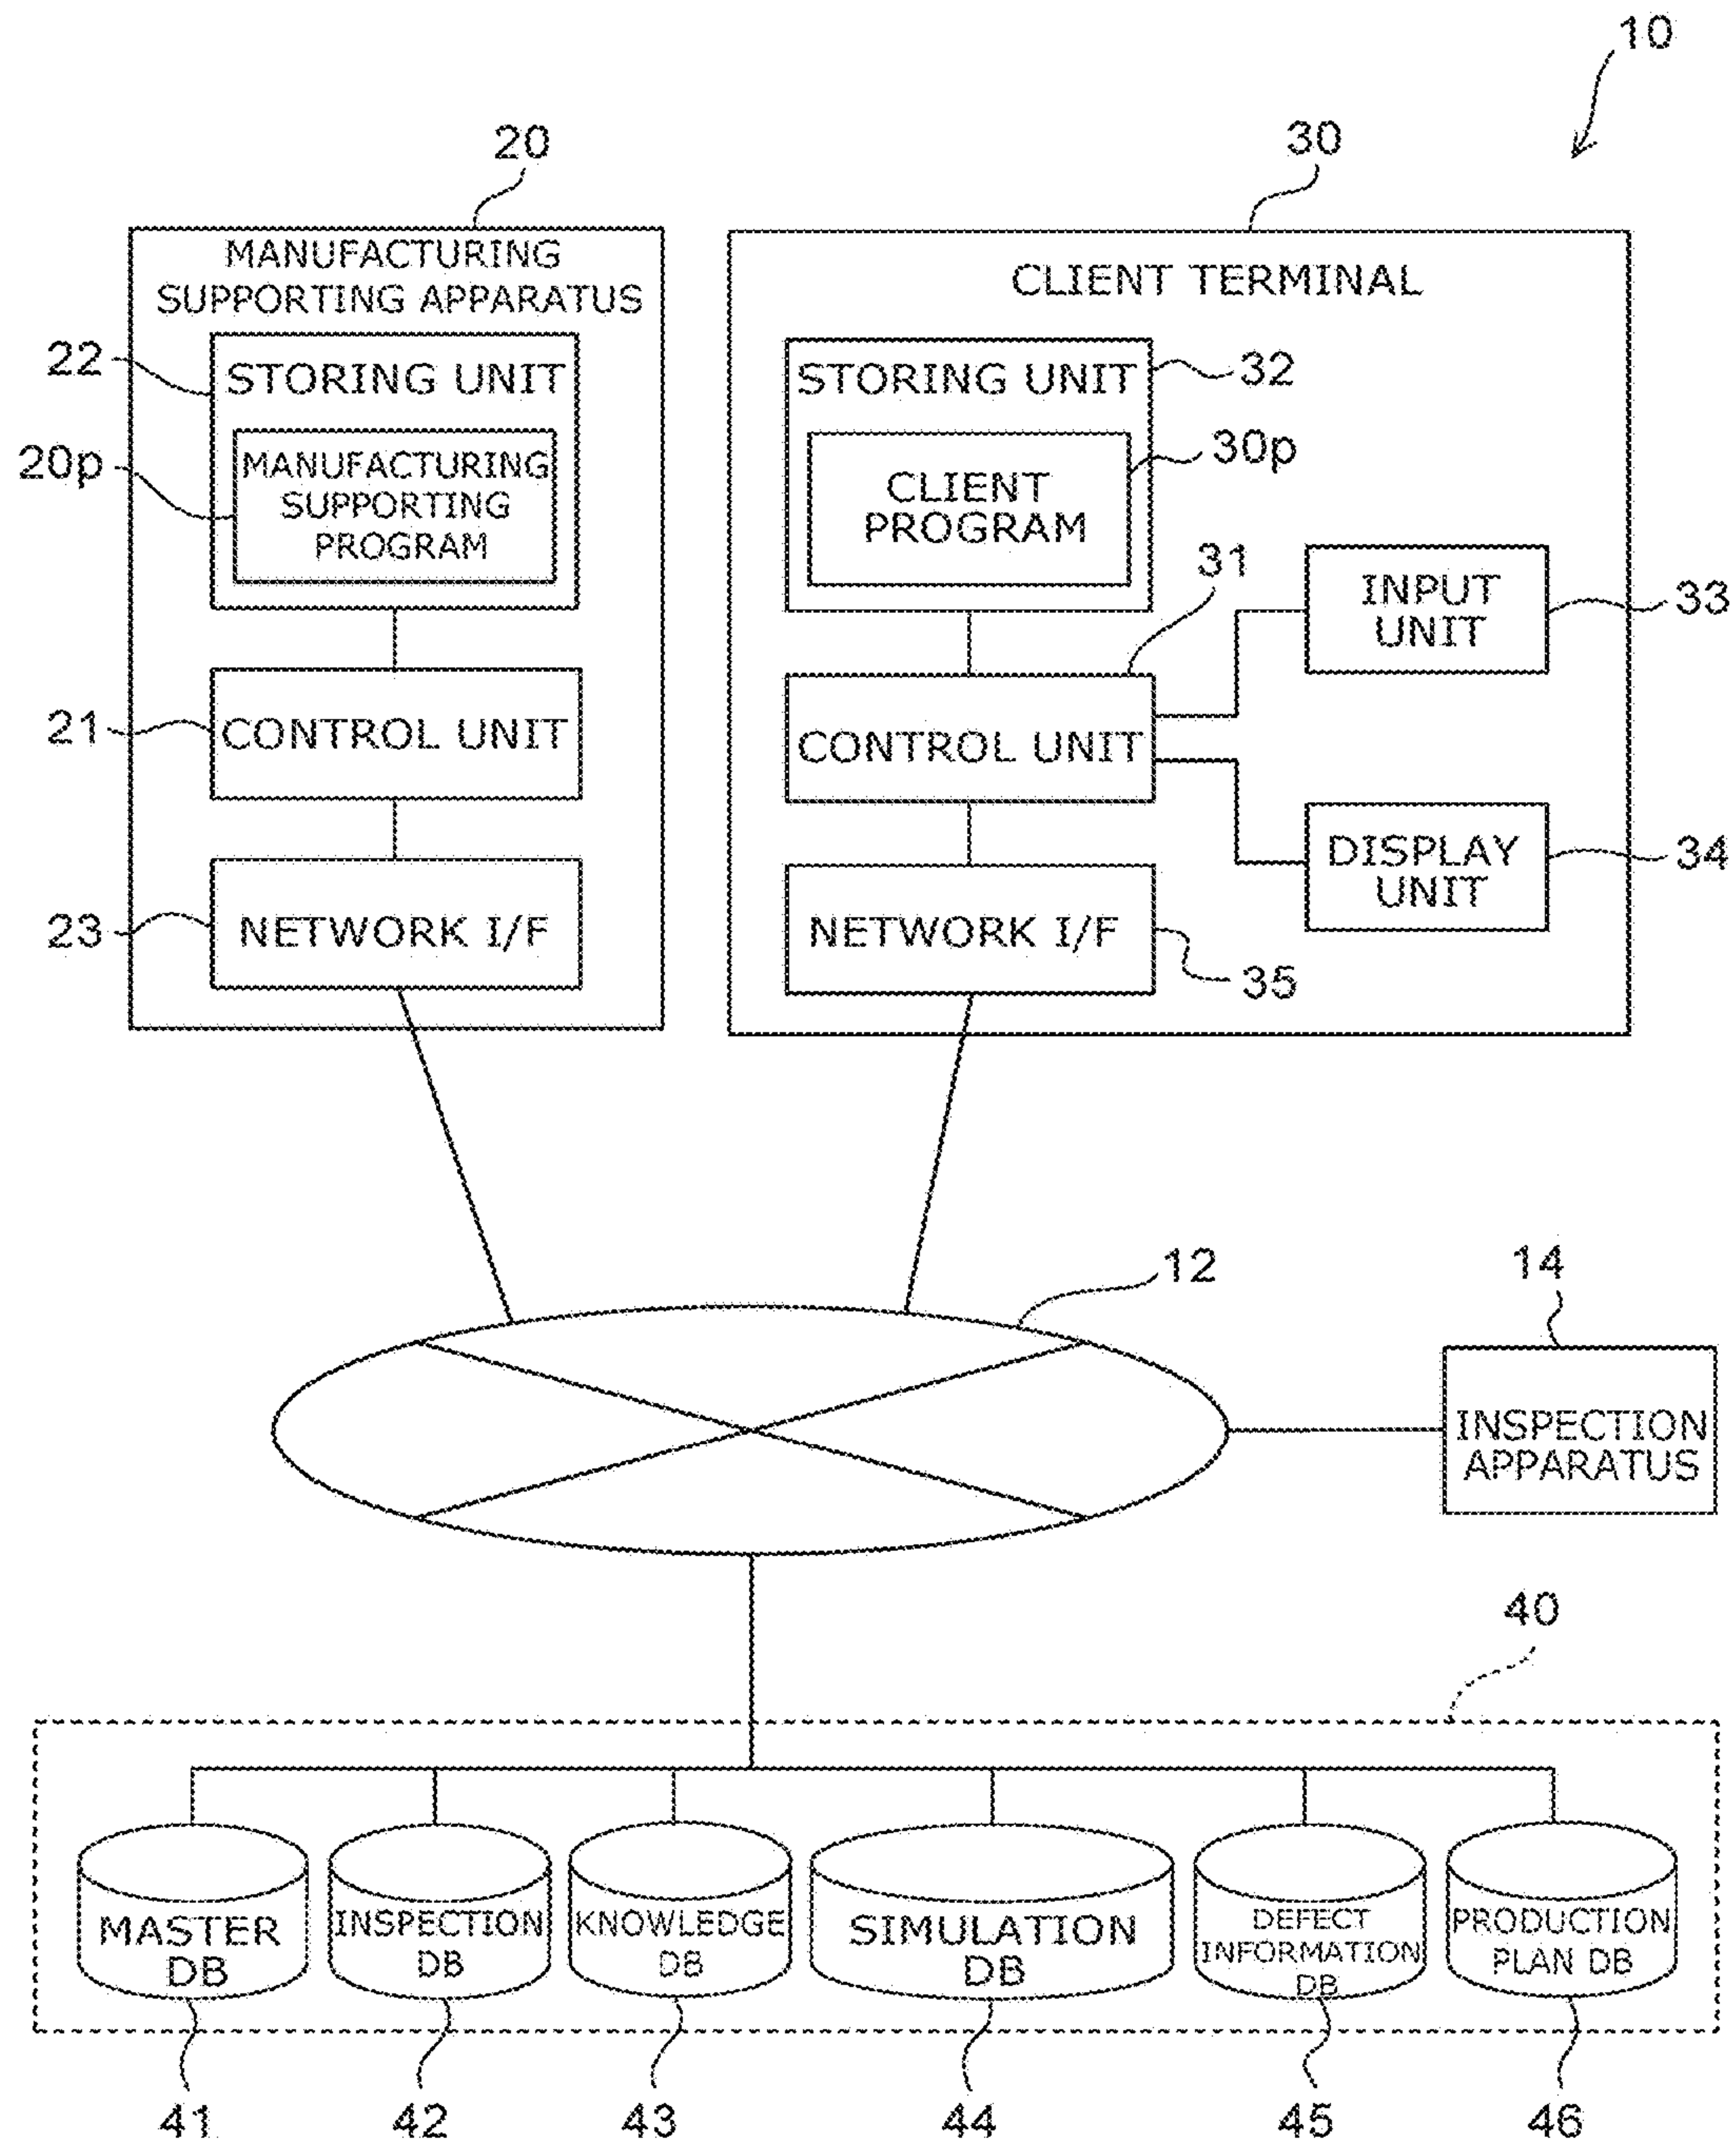 10
20
30
MANUFACTURING
SUPPORTING APPARATUS
CLIENT TERMINAL
22
STORING UNIT
20p
MANUFACTURING
SUPPORTING
PROGRAM
21
CONTROL UNIT
23
NETWORK I/F
STORING UNIT
32
CLIENT
PROGRAM
30p
31
CONTROL UNIT
INPUT
UNIT
33
DISPLAY
UNIT
34
NETWORK I/F
35
12
14
INSPECTION
APPARATUS
40
MASTER
DB
INSPECTION
DB
KNOWLEDGE
DB
SIMULATION
DB
DEFECT
INFORMATION
DB
PRODUCTION
PLAN DB
41
42
43
44
45
46